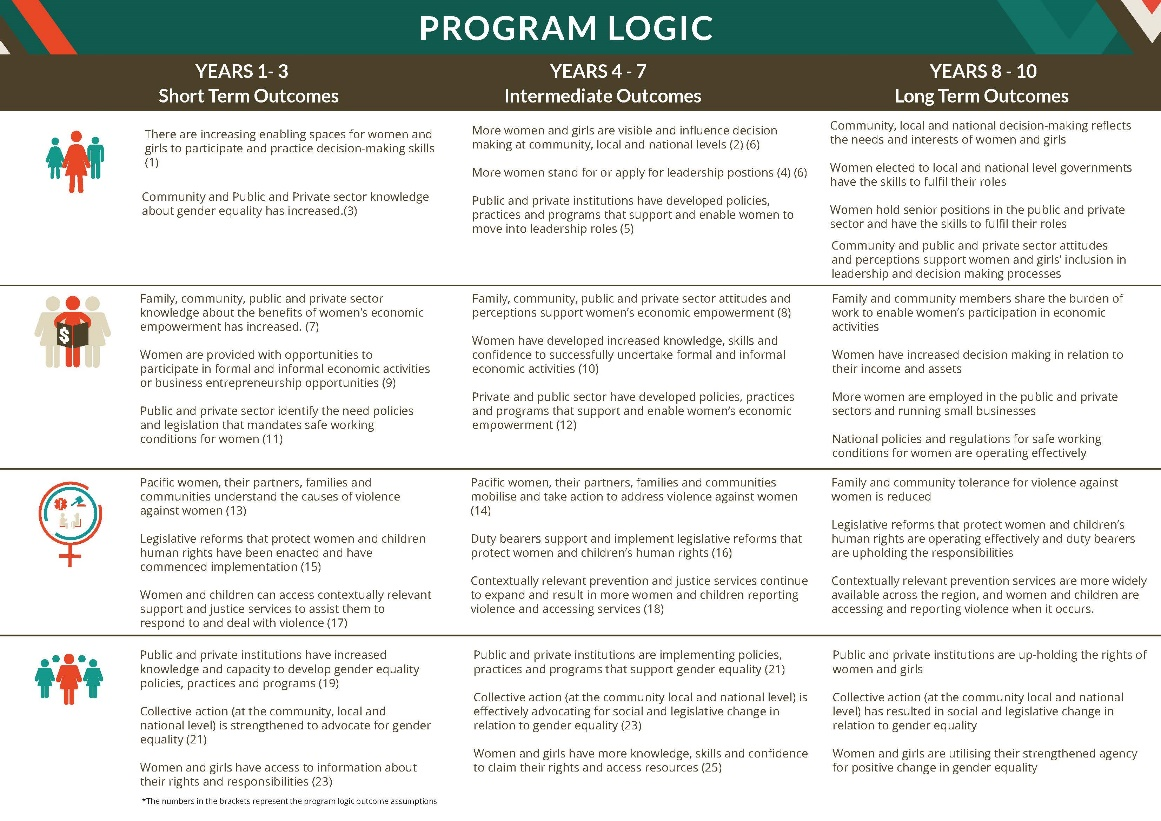 PROGRAM LOGIC
YEARS 1- 3
Short Term Outcomes
YEARS 4 - 7
Intermediate Outcomes
YEARS 8 - 10
Long Term Outcomes
There are increasing enabling spaces for women and
girls to participate and practice decision-making skills
(1)
Community and Public and Private sector knowledge
about gender equality has increased.(3)
More women and girls are visible and influence decision
making at community, local and national levels (2) (6)
More women stand for or apply for leadership postions (4) (6)
Public and private institutions have developed policies,
practices and programs that support and enable women to
move into leadership roles (5)
Community, local and national decision-making reflects
the needs and interests of women and girls
Women elected to local and national level governments
have the skills to fulfil their roles
Women hold senior positions in the public and private
sector and have the skills to fulfil their roles
Community and public and private sector attitudes
and perceptions support women and girls' inclusion in
leadership and decision making processes
$
Family, community, public and private sector
knowledge about the benefits of women's economic
empowerment has increased. (7)
Women are provided with opportunities to
participate in formal and informal economic activities
or business entrepreneurship opportunities (9)
Public and private sector identify the need policies
and legislation that mandates safe working
conditions for women (11)
Family, community, public and private sector attitudes and
perceptions support women's economic empowerment (8)
Women have developed increased knowledge, skills and
confidence to successfully undertake formal and informal
economic activities (10)
Private and public sector have developed policies, practices
and programs that support and enable women's economic
empowerment (12)
Family and community members share the burden of
work to enable women's participation in economic
activities
Women have increased decision making in relation to
their income and assets
More women are employed in the public and private
sectors and running small businesses
National policies and regulations for safe working
conditions for women are operating effectively
Pacific women, their partners, families and
communities understand the causes of violence
against women (13)
Legislative reforms that protect women and children
human rights have been enacted and have
commenced implementation (15)
Women and children can access contextually relevant
support and justice services to assist them to
respond to and deal with violence (17)
Pacific women, their partners, families and communities
mobilise and take action to address violence against women
(14)
Duty bearers support and implement legislative reforms that
protect women and children's human rights (16)
Contextually relevant prevention and justice services continue
to expand and result in more women and children reporting
violence and accessing services (18)
Family and community tolerance for violence against
women is reduced
Legislative reforms that protect women and children's
human rights are operating effectively and duty bearers
are upholding the responsibilities
Contextually relevant prevention services are more widely
available across the region, and women and children are
accessing and reporting violence when it occurs.
Public and private institutions have increased
knowledge and capacity to develop gender equality
policies, practices and programs (19)
Collective action (at the community, local and
national level) is strengthened to advocate for gender
equality (21)
Women and girls have access to information about
their rights and responsibilities (23)
Public and private institutions are implementing policies,
practices and programs that support gender equality (21)
Collective action (at the community local and national level) is
effectively advocating for social and legislative change in
relation to gender equality (23)
Women and girls have more knowledge, skills and confidence
to claim their rights and access resources (25)
Public and private institutions are up-holding the rights of
women and girls
Collective action (at the community local and national
level) has resulted in social and legislative change in
relation to gender equality
Women and girls are utilising their strengthened agency
for positive change in gender equality
*The numbers in the brackets represent the program logic outcome assumptions